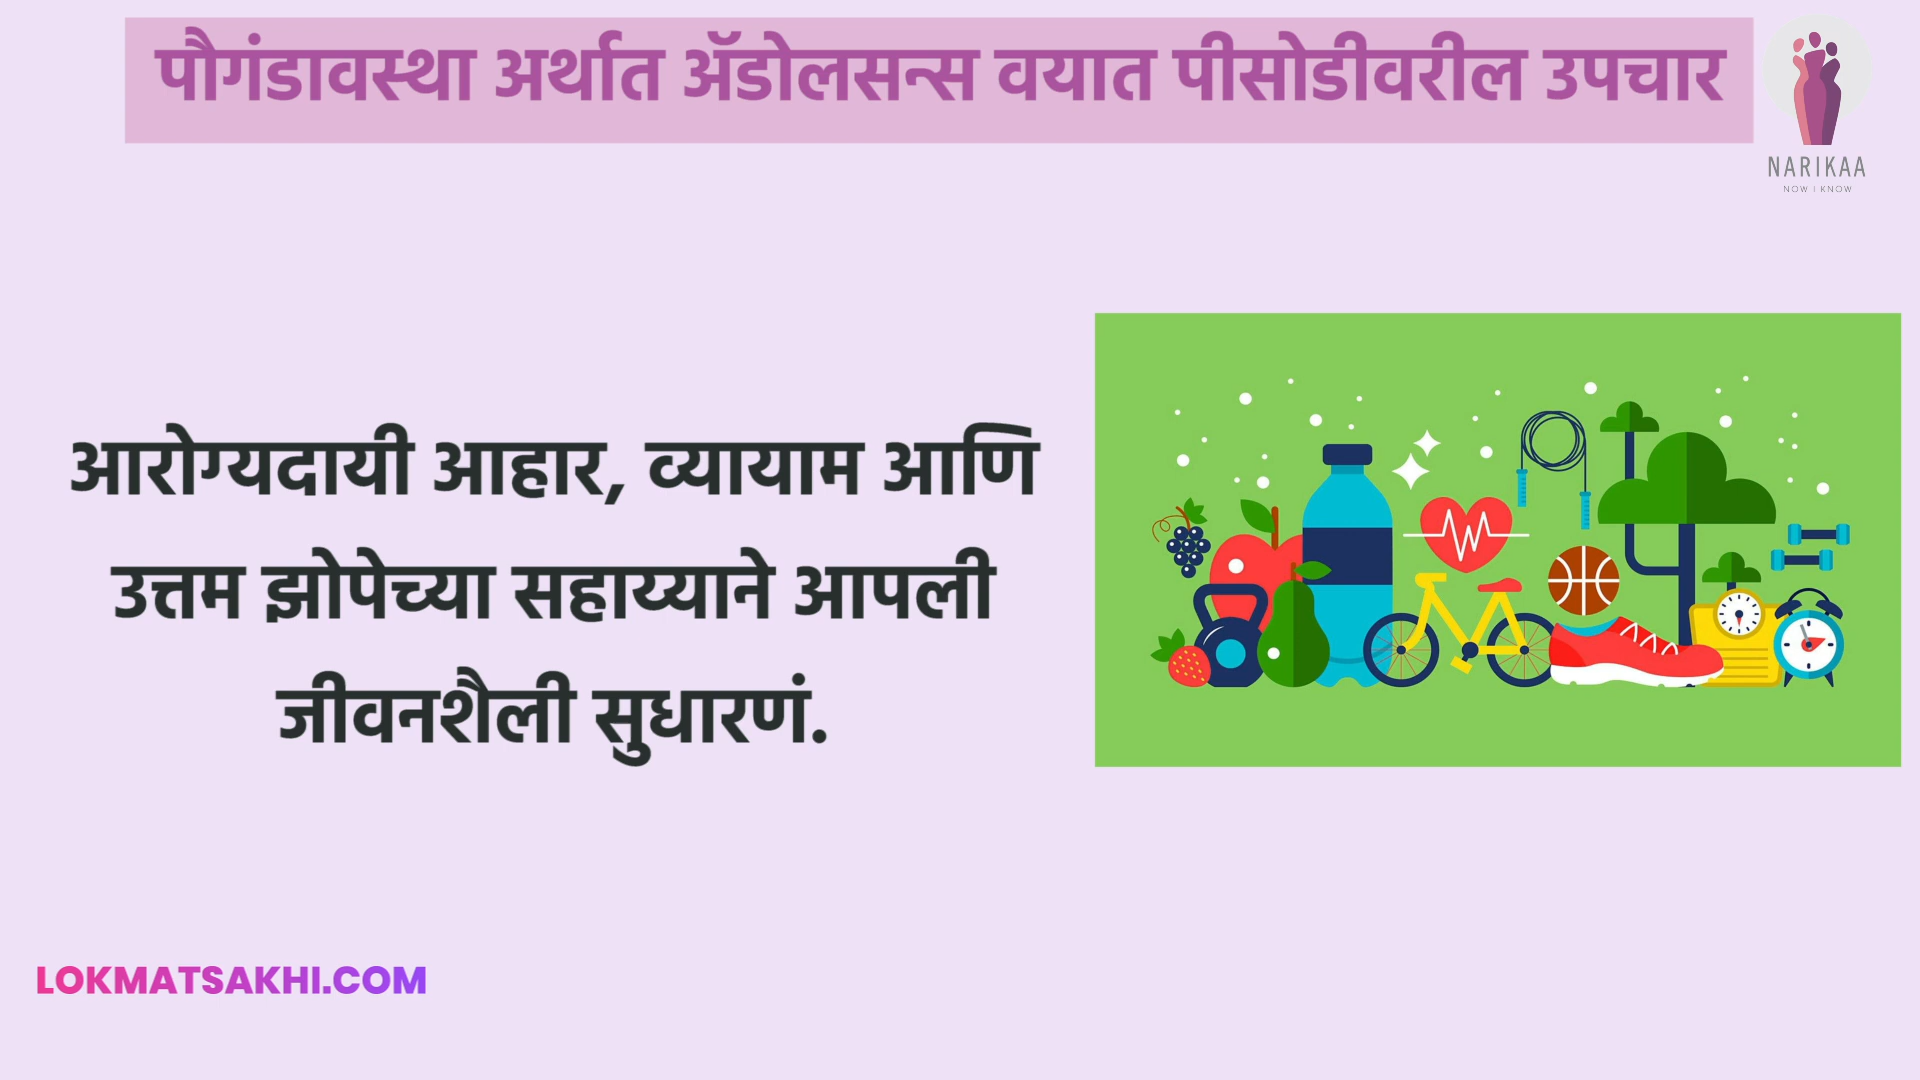 पौगंडावस्था अर्थात अ‍ॅडोलसन्स वयात पीसोडीवरील उपचार
NARIKAA
NOW I KNOW
आरोग्यदायी आहार, व्यायाम आणि
उत्तम झोपेच्या सहाय्याने आपली
जीवनशैली सुधारणं.
LOKMATSAKHI.COM